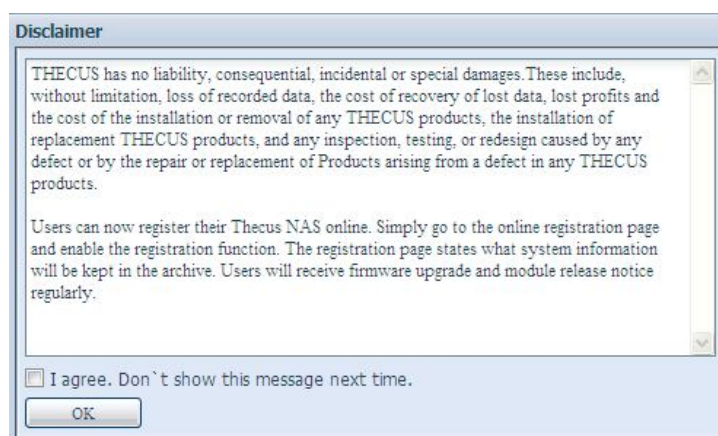 Disclaimer
THECUS has no liability, consequential, incidental or special damages.These include,
without limitation, loss of recorded data, the cost of recovery of lost data, lost profits and
the cost of the installation or removal of any THECUS products, the installation of
replacement THECUS products, and any inspection, testing, or redesign caused by any
defect or by the repair or replacement of Products arising from a defect in any THECUS
products.
Users can now register their Thecus NAS online. Simply go to the online registration page
and enable the registration function. The registration page states what system information
will be kept in the archive. Users will receive firmware upgrade and module release notice
regularly.
I agree. Don`t show this message next time.
OK